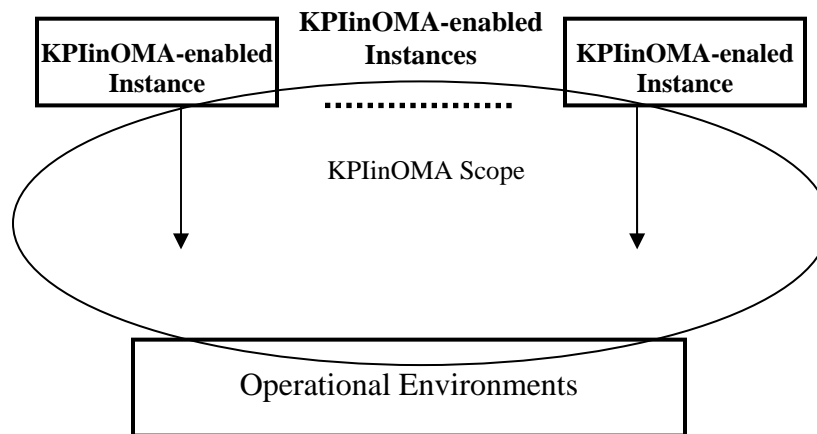 KPIinOMA-enabled
Instances
KPIinOMA-enabled
Instance
KPIinOMA-enaled
Instance
KPIinOMA Scope
Operational Environments